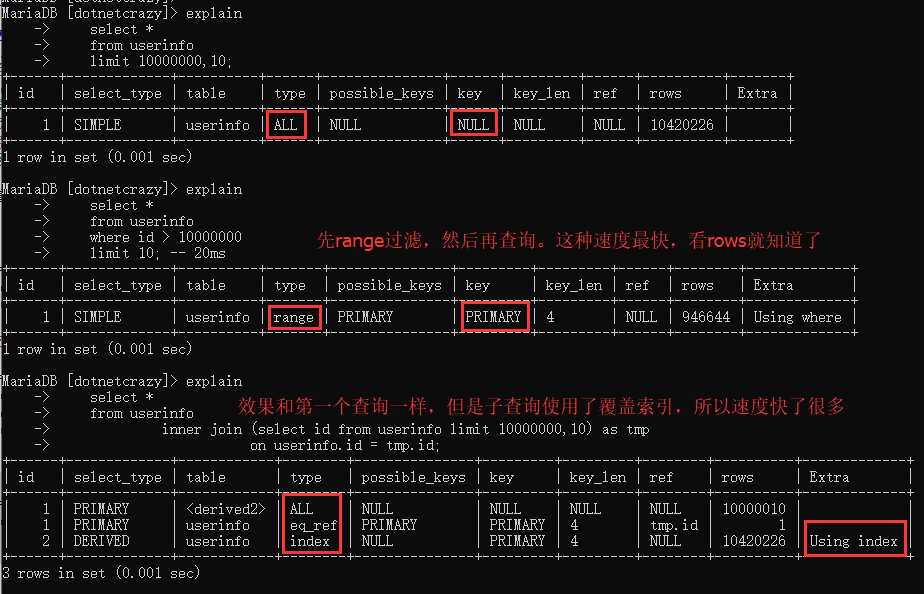 MariaDB [dotnetcrazy]> explain
    -> select *
    -> from userinfo
    -> limit 10000000,10;
+------+-------------+----------+------+---------------+------+---------+------+----------+-------+
| id | select_type | table | type | possible_keys | key | key_len | ref | rows | Extra |
| 1 | SIMPLE | userinfo | ALL | NULL | NULL | NULL | NULL | 10420226 | |
1 row in set (0.001 sec)
MariaDB [dotnetcrazy]> explain
    -> select *
    -> from userinfo
    -> where id > 10000000
先range过滤，然后再查询。这种速度最快，看rows就知道了
    -> limit 10; -- 20ms
| id | select_type | table | type | possible_keys | key | key_len | ref | rows | Extra |
| 1 | SIMPLE | userinfo | range | PRIMARY | PRIMARY | 4 | NULL | 946644 | Using where |
1 row in set (0.001 sec)
MariaDB [dotnetcrazy]> explain
    -> select *
效果和第一个查询一样，但是子查询使用了覆盖索引，所以速度快了很多
    -> from userinfo
    -> inner join (select id from userinfo limit 10000000,10) as tmp
    -> on userinfo.id = tmp.id;
| id | select_type | table | type | possible_keys | key | key_len | ref | rows | Extra |
| 1 | PRIMARY | <derived2> | ALL | NULL | NULL | NULL | NULL | 10000010 | |
| 1 | PRIMARY | userinfo | eq_ref | PRIMARY | PRIMARY | 4 | tmp.id | 1 | |
| 2 | DERIVED | userinfo | index | NULL | PRIMARY | 4 | NULL | 10420226 | Using index |
3 rows in set (0.001 sec)